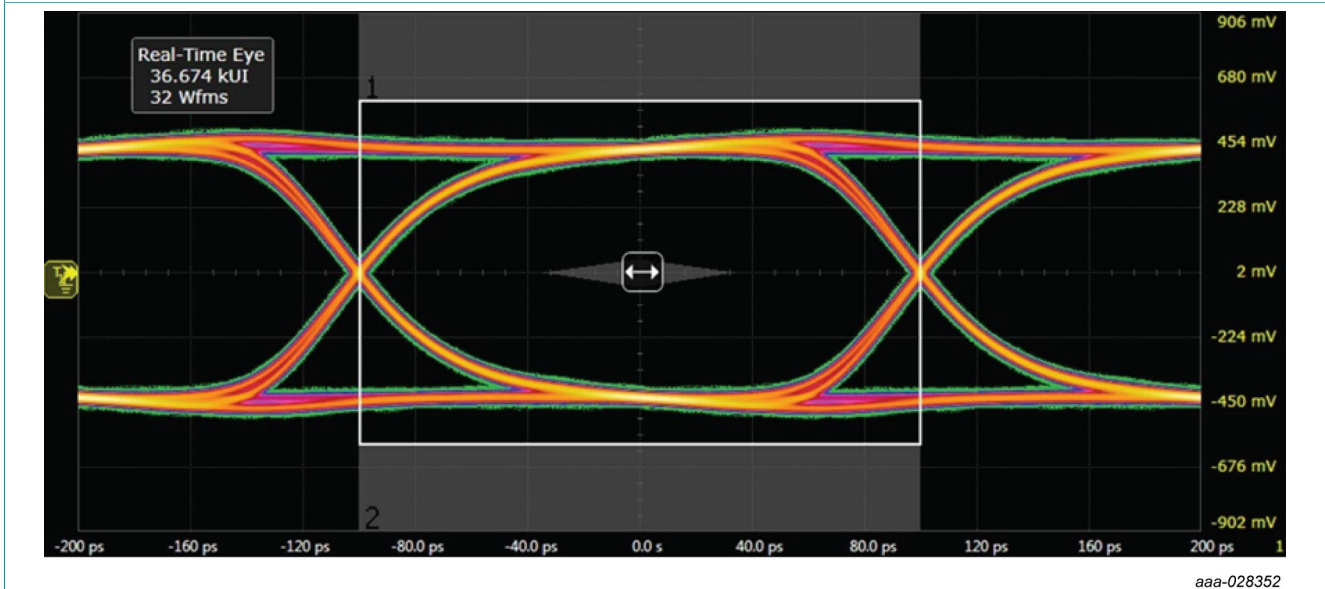 906 mV
Real-Time Eye
36.674 kUI
32 Wfms
680 mV
1
454 mV
228 mV
2 mV
-224 mV
-450 mV
-676 mV
2
-902 mV
-200 ps -160 ps -120 ps -80.0 ps -40.0 ps 0.0 s 40.0 ps 80.0 ps 120 ps 160 ps 200 ps 1
aaa-028352